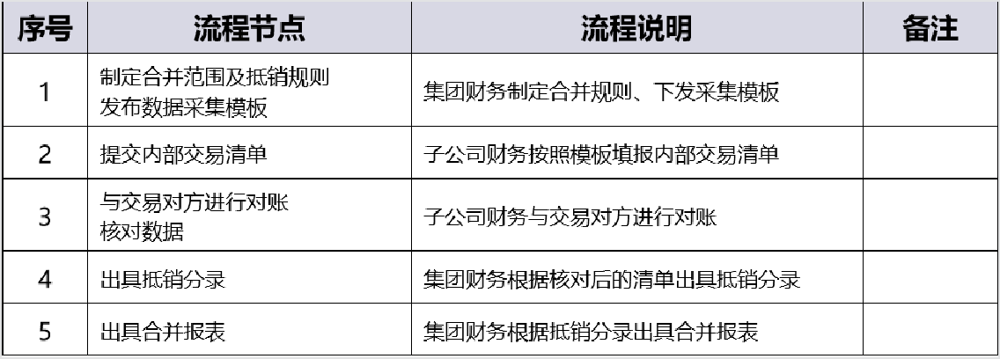 序号 流程节点 流程说明 备注
1 制定合并范围及抵销规则 集团财务制定合并规则、下发采集模板
发布数据采集模板
2 提交内部交易清单 子公司财务按照模板填报内部交易清单
3 与交易对方进行对账 子公司财务与交易对方进行对账
核对数据
4 出具抵销分录 集团财务根据核对后的清单出具抵销分录
5 出具合并报表 集团财务根据抵销分录出具合并报表